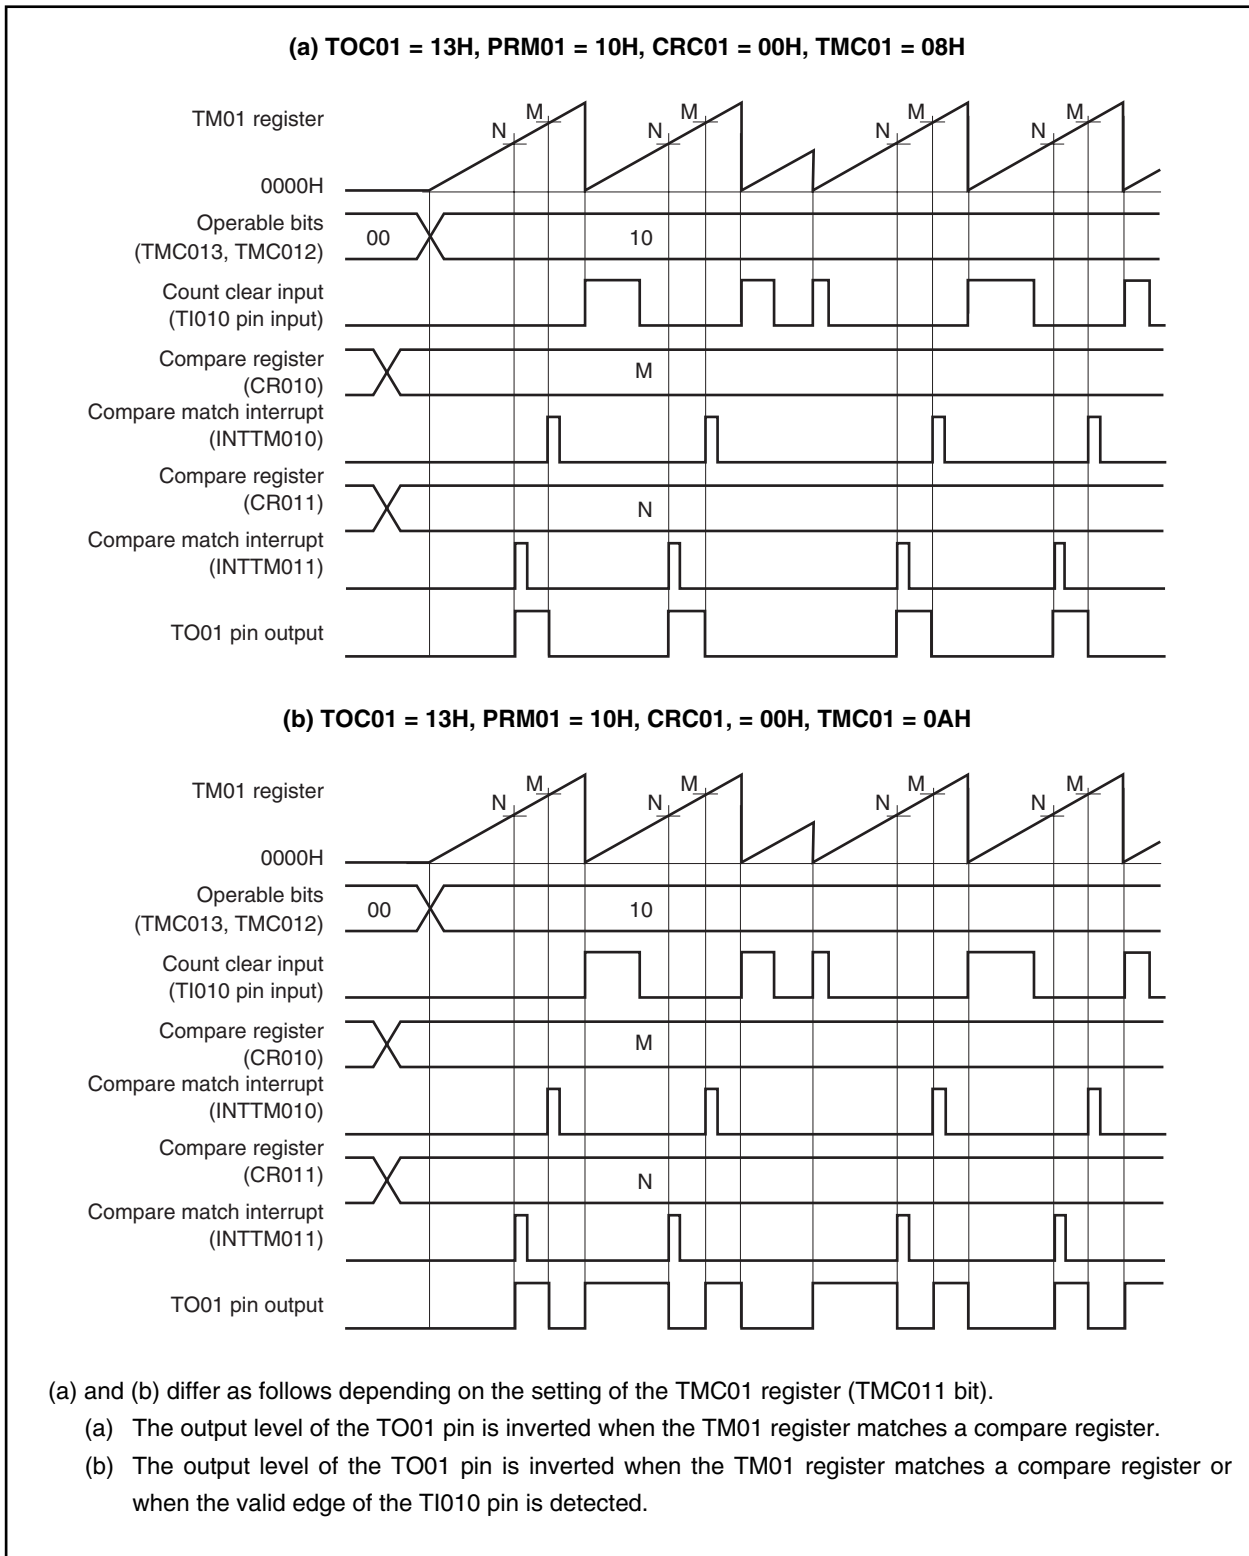 (a) TOC01 = 13H, PRM01 = 10H, CRC01 = 00H, TMC01 = 08H
TM01 register
N
M
N
M
N
M
N
M
0000H
Operable bits
(TMC013, TMC012)
00
10
Count clear input
(TI010 pin input)
Compare register
(CR010)
M
Compare match interrupt
(INTTM010)
Compare register
(CR011)
N
Compare match interrupt
(INTTM011)
TO01 pin output
(b) TOC01 = 13H, PRM01 = 10H, CRC01, = 00H, TMC01 = 0AH
TM01 register
N
M
N
M
N
M
N
M
0000H
Operable bits
(TMC013, TMC012)
00
10
Count clear input
(TI010 pin input)
Compare register
(CR010)
M
Compare match interrupt
(INTTM010)
Compare register
(CR011)
N
Compare match interrupt
(INTTM011)
TO01 pin output
(a) and (b) differ as follows depending on the setting of the TMC01 register (TMC011 bit).
(a) The output level of the TO01 pin is inverted when the TM01 register matches a compare register.
(b) The output level of the TO01 pin is inverted when the TM01 register matches a compare register or
when the valid edge of the TI010 pin is detected.